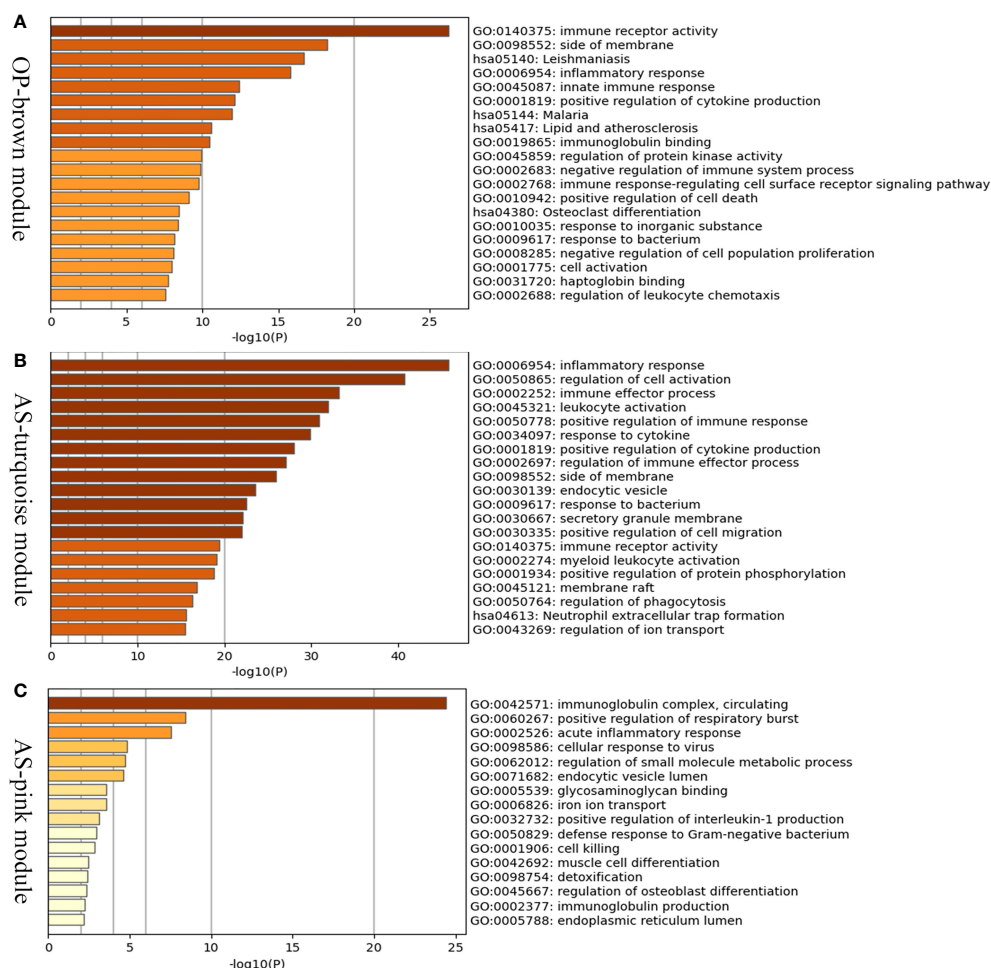 A
OP-brown module
GO:0140375: immune receptor activity
GO:0098552: side of membrane
hsa05140: Leishmaniasis
GO:0006954: inflammatory response
GO:0045087: innate immune response
GO:0001819: positive regulation of cytokine production
hsa05144: Malaria
hsa05417: Lipid and atherosclerosis
GO:0019865: immunoglobulin binding
GO:0045859: regulation of protein kinase activity
GO:0002683: negative regulation of immune system process
GO:0002768: immune response-regulating cell surface receptor signaling pathway
GO:0010942: positive regulation of cell death
hsa04380: Osteoclast differentiation
GO:0010035: response to inorganic substance
GO:0009617: response to bacterium
GO:0008285: negative regulation of cell population proliferation
GO:0001775: cell activation
GO:0031720: haptoglobin binding
GO:0002688: regulation of leukocyte chemotaxis
0 5 10 15 20 25
-log10(P)
B
AS-turquoise module
GO:0006954: inflammatory response
GO:0050865: regulation of cell activation
GO:0002252: immune effector process
GO:0045321: leukocyte activation
GO:0050778: positive regulation of immune response
GO:0034097: response to cytokine
GO:0001819: positive regulation of cytokine production
GO:0002697: regulation of immune effector process
GO:0098552: side of membrane
GO:0030139: endocytic vesicle
GO:0009617: response to bacterium
GO:0030667: secretory granule membrane
GO:0030335: positive regulation of cell migration
GO:0140375: immune receptor activity
GO:0002274: myeloid leukocyte activation
GO:0001934: positive regulation of protein phosphorylation
GO:0045121: membrane raft
GO:0050764: regulation of phagocytosis
hsa04613: Neutrophil extracellular trap formation
GO:0043269: regulation of ion transport
0 10 20 30 40
-log10(P)
C
AS-pink module
GO:0042571: immunoglobulin complex, circulating
GO:0060267: positive regulation of respiratory burst
GO:0002526: acute inflammatory response
GO:0098586: cellular response to virus
GO:0062012: regulation of small molecule metabolic process
GO:0071682: endocytic vesicle lumen
GO:0005539: glycosaminoglycan binding
GO:0006826: iron ion transport
GO:0032732: positive regulation of interleukin-1 production
GO:0050829: defense response to Gram-negative bacterium
GO:0001906: cell killing
GO:0042692: muscle cell differentiation
GO:0098754: detoxification
GO:0045667: regulation of osteoblast differentiation
GO:0002377: immunoglobulin production
GO:0005788: endoplasmic reticulum lumen
0 5 10 15 20 25
-log10(P)